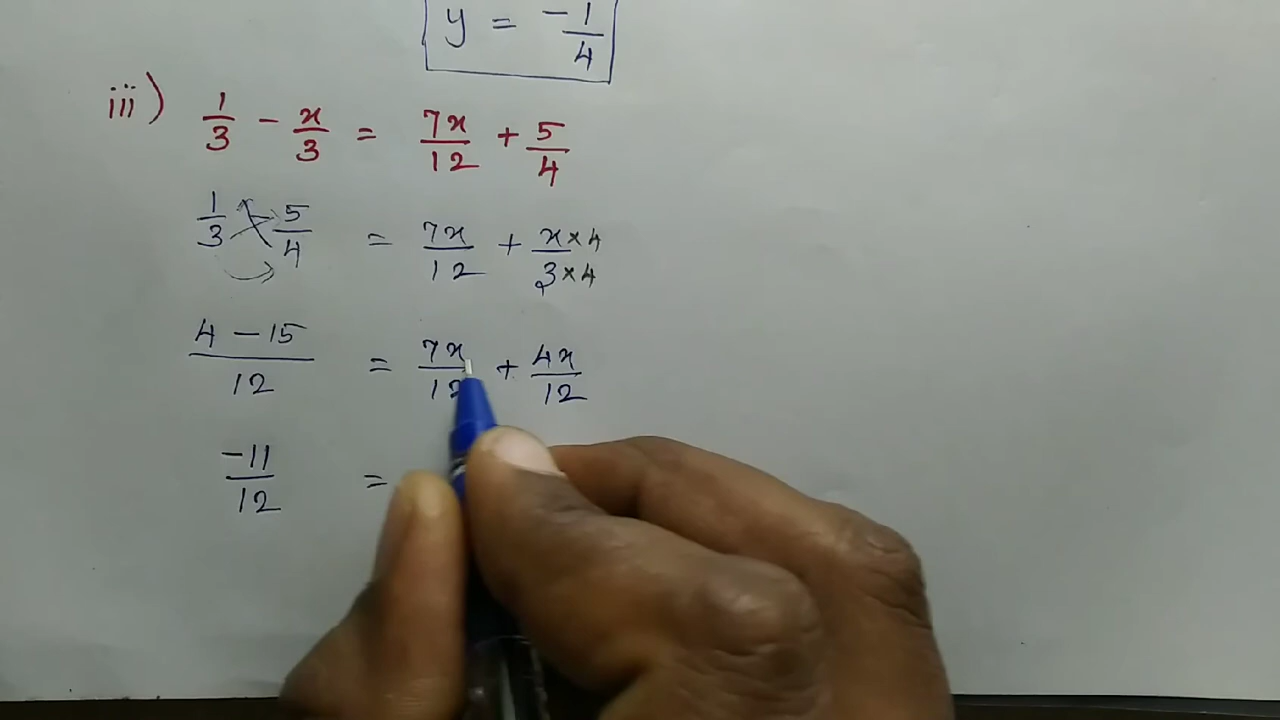 y = -1/4
iii) 1/3 - x/3 = 7x/12 + 5/4
1/3 - 5/4 = 7x/12 + x×4/3×4
4 - 15/12 = 7x/12 + 4x/12
-11/12 =